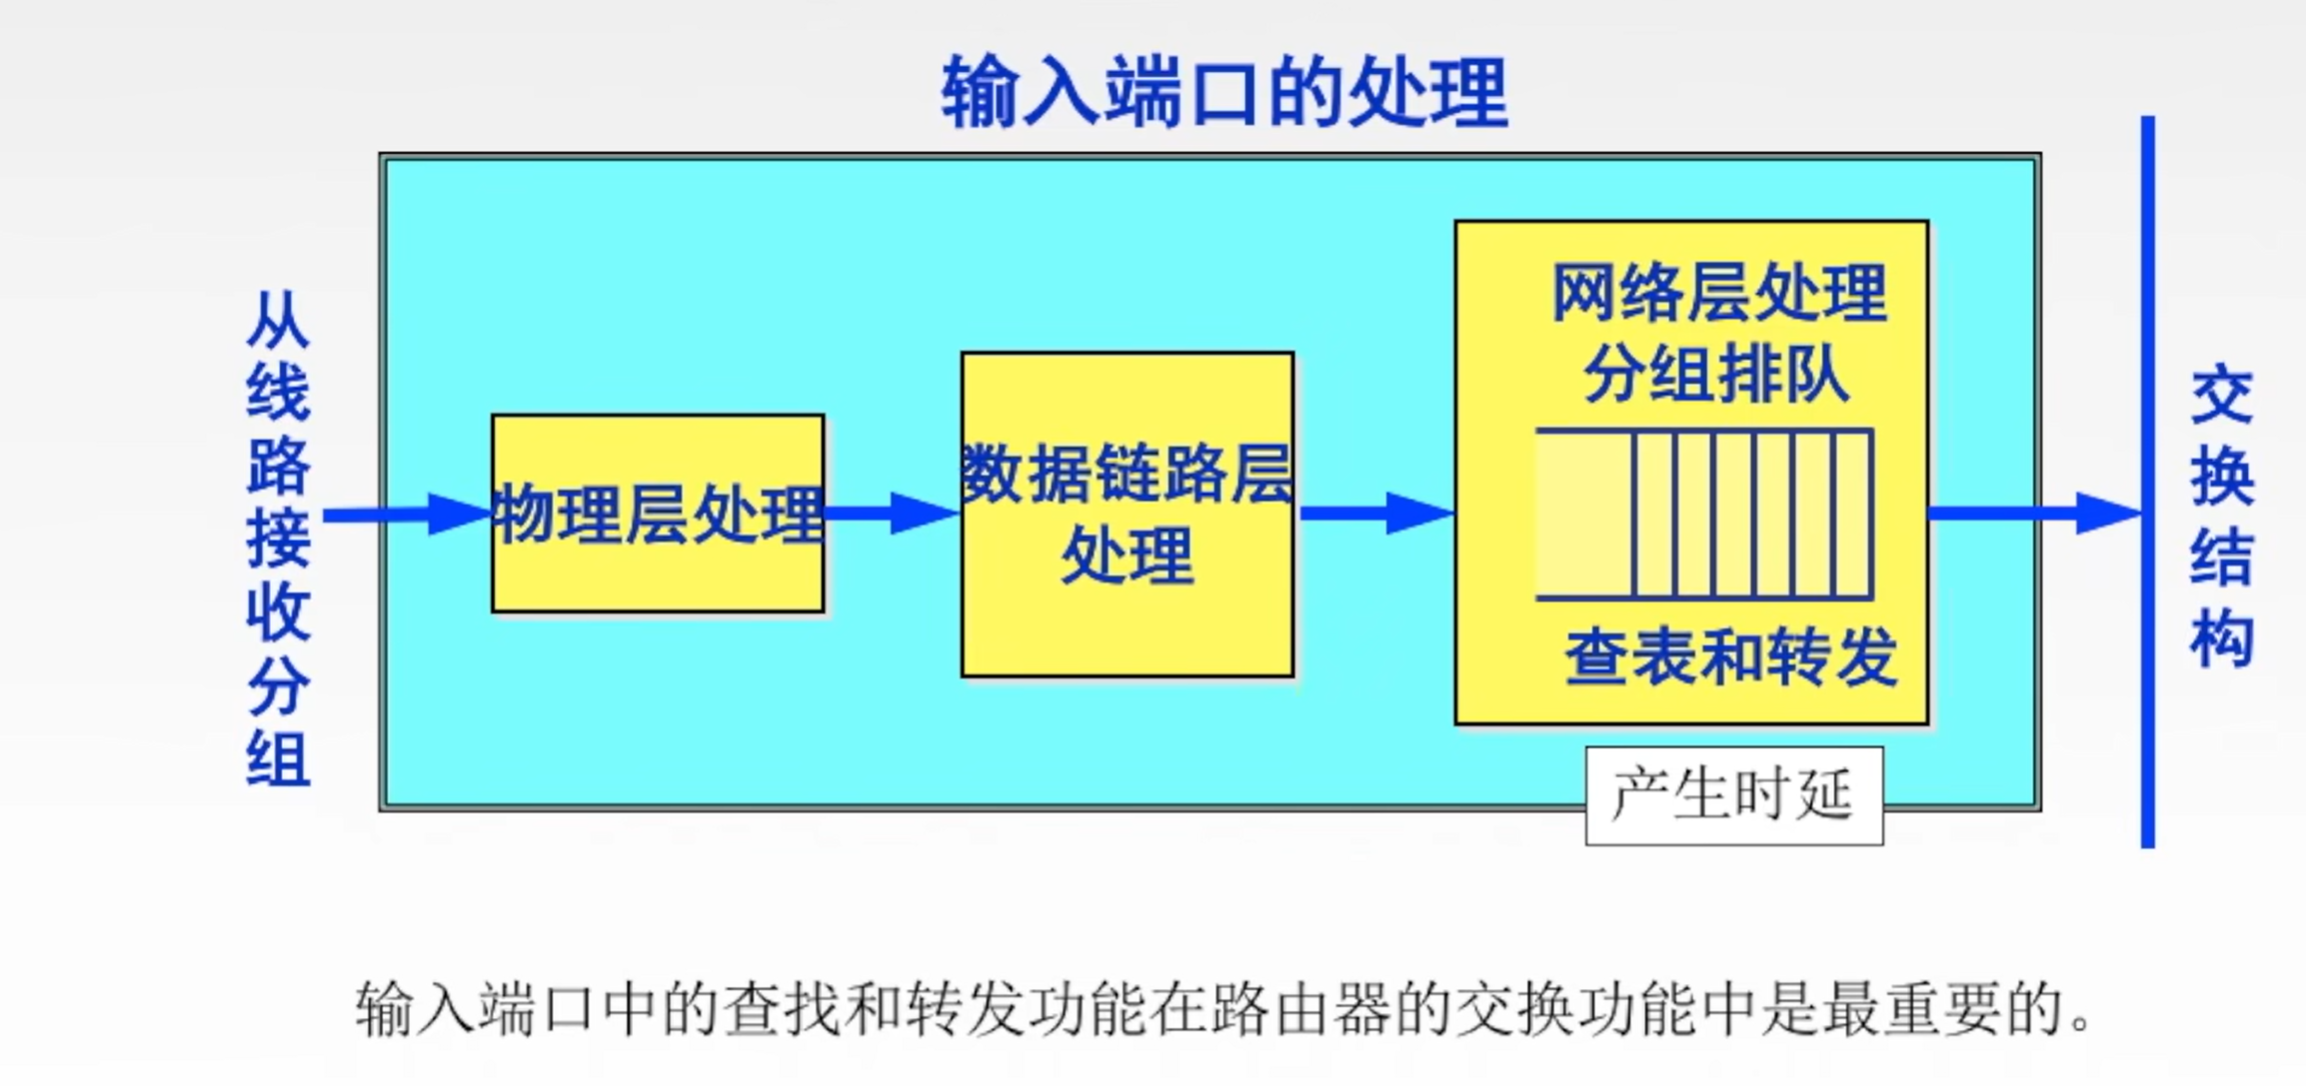 输入端口的处理
从线路接收分组
物理层处理
数据链路层
处理
网络层处理
分组排队
查表和转发
产生时延
交换结构
输入端口中的查找和转发功能在路由器的交换功能中是最重要的。